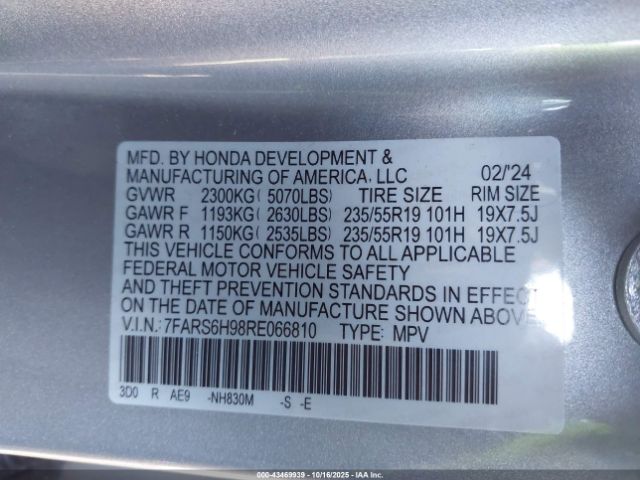 MFD. BY HONDA DEVELOPMENT &
MANUFACTURING OF AMERICA, LLC 02/'24
GVWR 2300KG( 5070LBS) TIRE SIZE RIM SIZE
GAWR F 1193KG( 2630LBS) 235/55R19 101H 19X7.5J
GAWR R 1150KG( 2535LBS) 235/55R19 101H 19X7.5J
THIS VEHICLE CONFORMS TO ALL APPLICABLE
FEDERAL MOTOR VEHICLE SAFETY
AND THEFT PREVENTION STANDARDS IN EFFECT
ON THE DATE OF MANUFACTURE SHOWN ABOVE.
V.I.N.: 7FARS6H98RE066810 TYPE: MPV
3D0 R AE9 -NH830M -S -E
000-43469939 - 10/16/2025 - IAAI.com